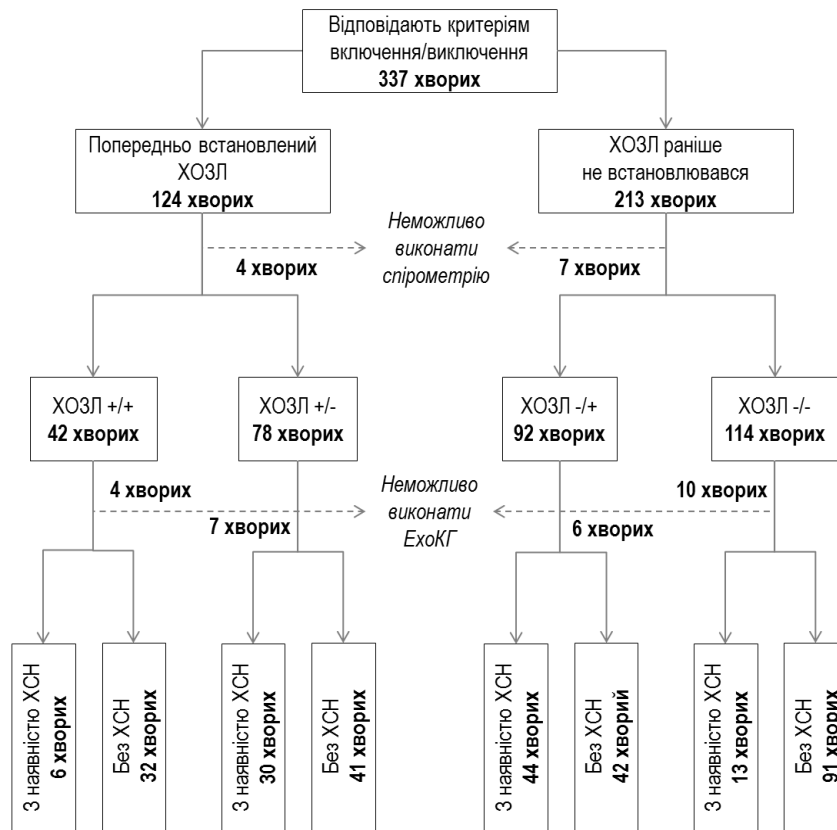 Відповідають критеріям
включення/виключення
337 хворих
Попередньо встановлений
ХОЗЛ
124 хворих
ХОЗЛ раніше
не встановлювався
213 хворих
Неможливо
виконати
спірометрію
4 хворих
7 хворих
ХОЗЛ +/+
42 хворих
ХОЗЛ +/-
78 хворих
ХОЗЛ -/+
92 хворих
ХОЗЛ -/-
114 хворих
4 хворих
7 хворих
Неможливо
виконати
ЕхоКГ
10 хворих
6 хворих
З наявністю ХСН
6 хворих
Без ХСН
32 хворих
З наявністю ХСН
30 хворих
Без ХСН
41 хворих
З наявністю ХСН
44 хворих
Без ХСН
42 хворий
З наявністю ХСН
13 хворих
Без ХСН
91 хворих